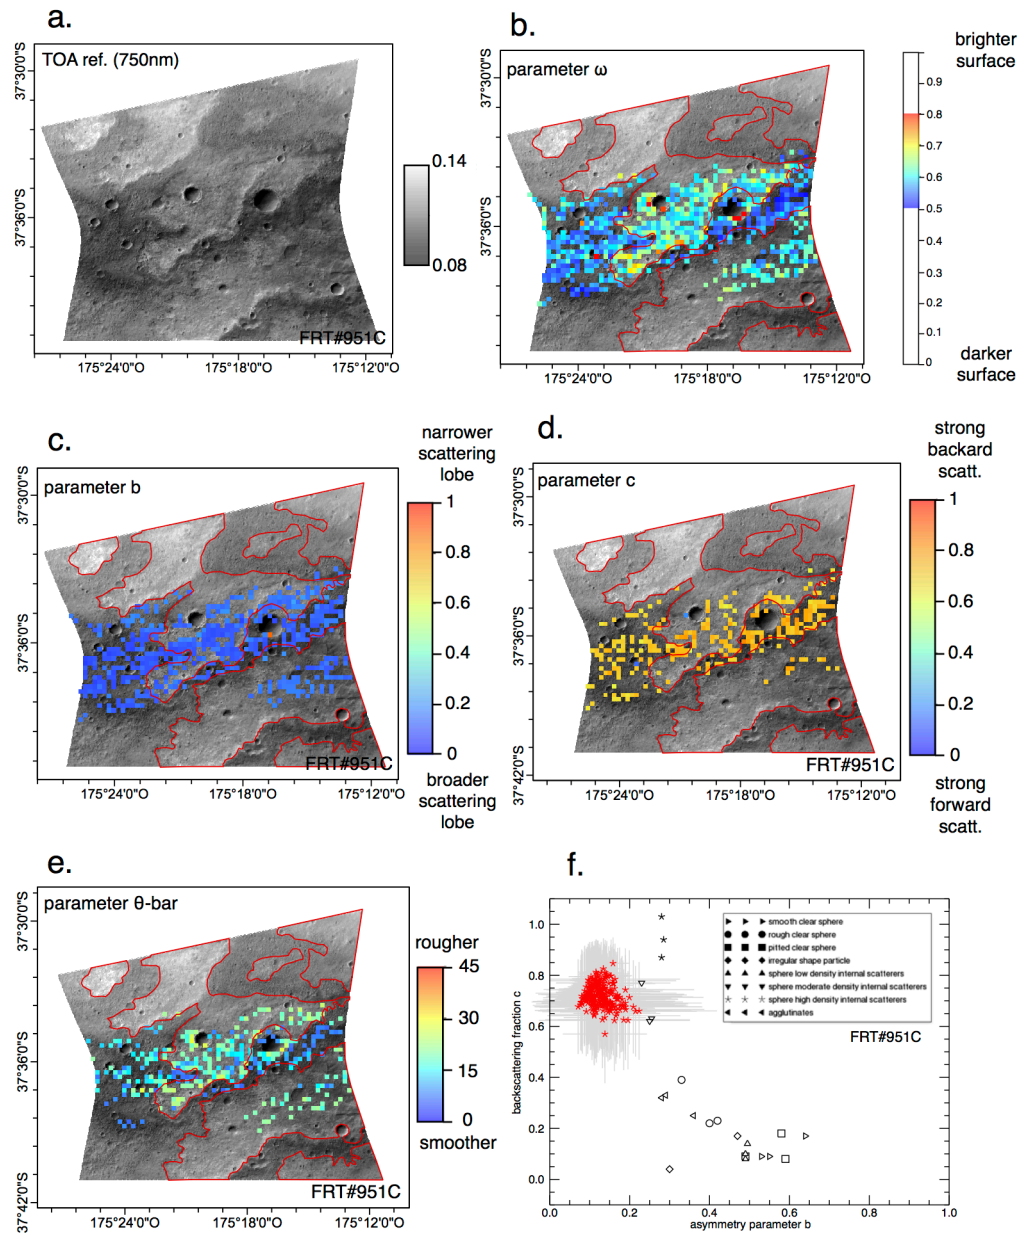 a.
TOA ref. (750nm)
37°30'0"S
37°36'0"S
0.14
0.08
FRT#951C
175°24'0"O
175°18'0"O
175°12'0"O
b.
parameter ω
37°30'0"S
37°36'0"S
175°24'0"O
175°18'0"O
175°12'0"O
brighter
surface
0.9
0.8
0.7
0.6
0.5
0.4
0.3
0.2
0.1
0
darker
surface
c.
parameter b
37°30'0"S
37°36'0"S
FRT#951C
175°24'0"O
175°18'0"O
175°12'0"O
narrower
scattering
lobe
1
0.8
0.6
0.4
0.2
0
broader
scattering
lobe
d.
parameter c
37°30'0"S
37°36'0"S
37°42'0"S
FRT#951C
175°24'0"O
175°18'0"O
175°12'0"O
strong
backard
scatt.
1
0.8
0.6
0.4
0.2
0
strong
forward
scatt.
e.
parameter θ-bar
37°30'0"S
37°36'0"S
37°42'0"S
FRT#951C
175°24'0"O
175°18'0"O
175°12'0"O
rougher
45
30
15
0
smoother
f.
backscattering fraction c
1.0
0.8
0.6
0.4
0.2
0.0
smooth clear sphere
rough clear sphere
pitted clear sphere
irregular shape particle
sphere low density internal scatterers
sphere moderate density internal scatterers
sphere high density internal scatterers
agglutinates
FRT#951C
0.0
0.2
0.4
0.6
0.8
1.0
asymmetry parameter b